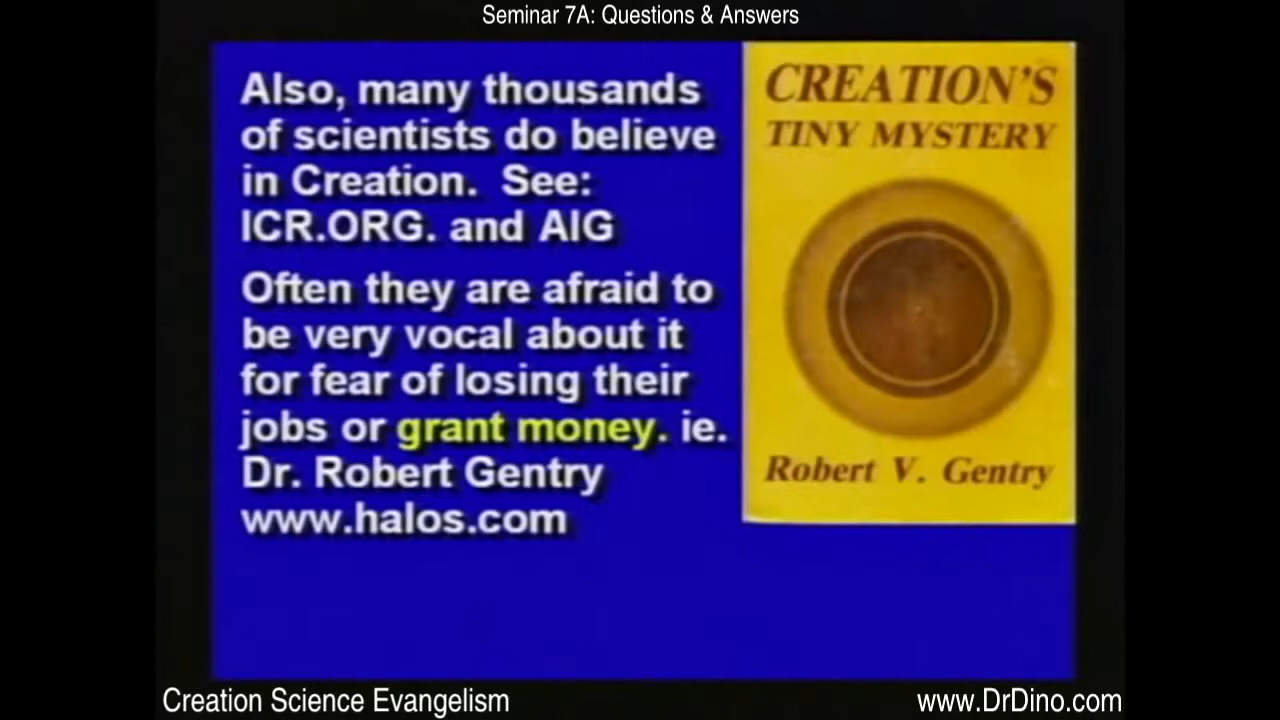 Seminar 7A: Questions & Answers
Also, many thousands
of scientists do believe
in Creation. See:
ICR.ORG. and AIG
Often they are afraid to
be very vocal about it
for fear of losing their
jobs or grant money. ie.
Dr. Robert Gentry
www.halos.com
CREATION'S
TINY MYSTERY
Robert V. Gentry
Creation Science Evangelism
www.DrDino.com